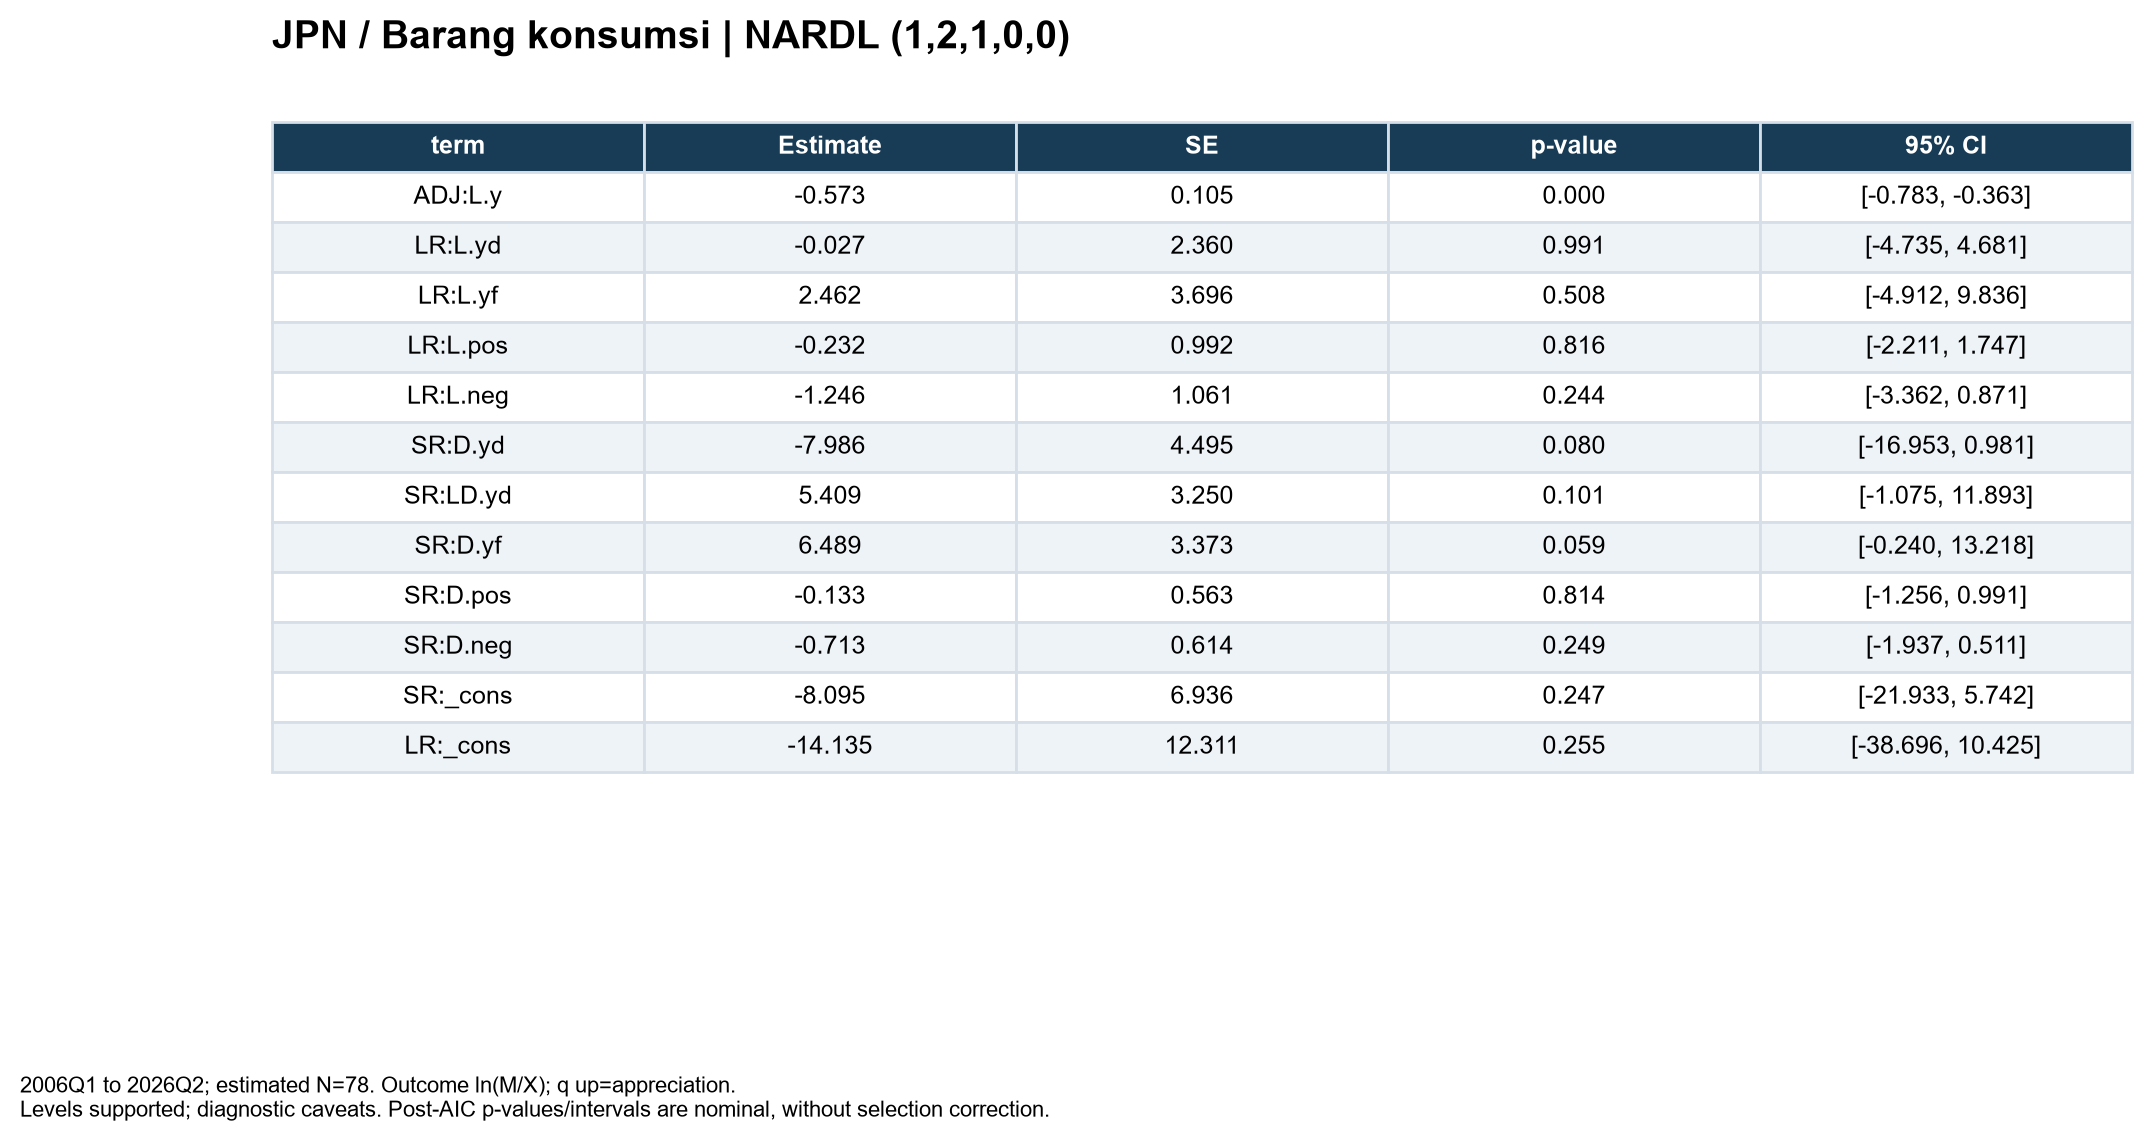 JPN / Barang konsumsi | NARDL (1,2,1,0,0)
term Estimate SE p-value 95% CI
ADJ:L.y -0.573 0.105 0.000 [-0.783, -0.363]
LR:L.yd -0.027 2.360 0.991 [-4.735, 4.681]
LR:L.yf 2.462 3.696 0.508 [-4.912, 9.836]
LR:L.pos -0.232 0.992 0.816 [-2.211, 1.747]
LR:L.neg -1.246 1.061 0.244 [-3.362, 0.871]
SR:D.yd -7.986 4.495 0.080 [-16.953, 0.981]
SR:LD.yd 5.409 3.250 0.101 [-1.075, 11.893]
SR:D.yf 6.489 3.373 0.059 [-0.240, 13.218]
SR:D.pos -0.133 0.563 0.814 [-1.256, 0.991]
SR:D.neg -0.713 0.614 0.249 [-1.937, 0.511]
SR:_cons -8.095 6.936 0.247 [-21.933, 5.742]
LR:_cons -14.135 12.311 0.255 [-38.696, 10.425]
2006Q1 to 2026Q2; estimated N=78. Outcome ln(M/X); q up=appreciation.
Levels supported; diagnostic caveats. Post-AIC p-values/intervals are nominal, without selection correction.